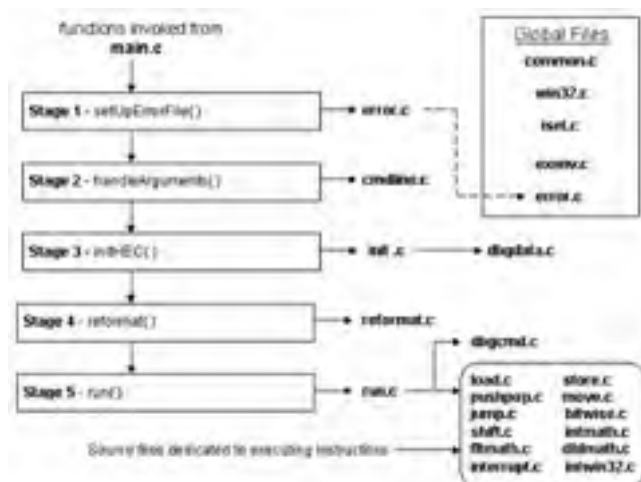 functions invoked from
main.c
Global Files
common.c
win32.c
iset.c
exenv.c
error.c
Stage 1 - setUpErrorFile()
error.c
Stage 2 - handleArguments()
cmdline.c
Stage 3 - initHEC()
init .c
dbgdata.c
Stage 4 - reformat()
reformat.c
dbgcmd.c
Stage 5 - run()
run.c
load.c store.c
pushpop.c move.c
jump.c bitwise.c
shift.c intmath.c
fltmath.c dblmath.c
interrupt.c intwin32.c
Source files dedicated to executing instructions